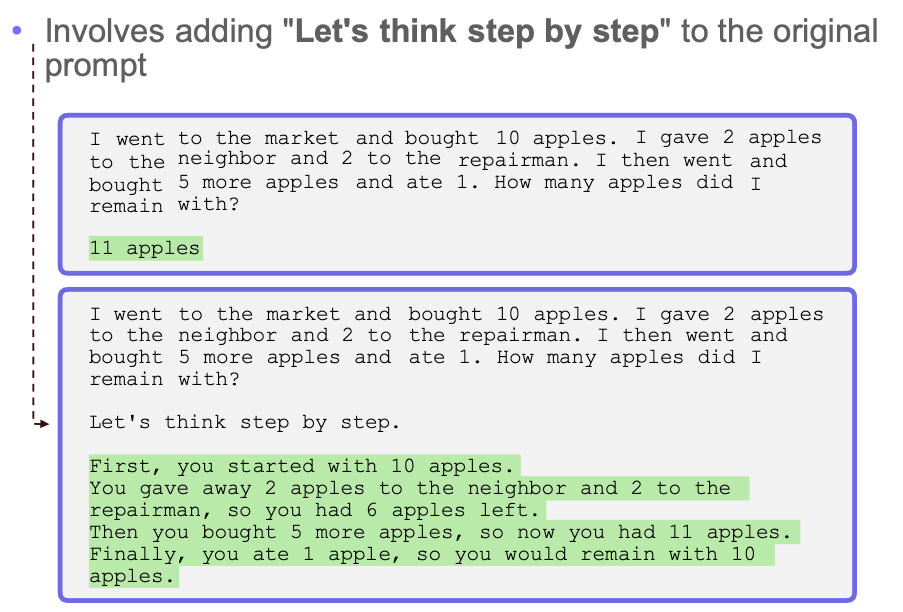 • Involves adding "Let's think step by step" to the original
prompt
I went to the market and bought 10 apples. I gave 2 apples
to the neighbor and 2 to the repairman. I then went and
bought 5 more apples and ate 1. How many apples did I
remain with?
11 apples
I went to the market and bought 10 apples. I gave 2 apples
to the neighbor and 2 to the repairman. I then went and
bought 5 more apples and ate 1. How many apples did I
remain with?
Let's think step by step.
First, you started with 10 apples.
You gave away 2 apples to the neighbor and 2 to the
repairman, so you had 6 apples left.
Then you bought 5 more apples, so now you had 11 apples.
Finally, you ate 1 apple, so you would remain with 10
apples.